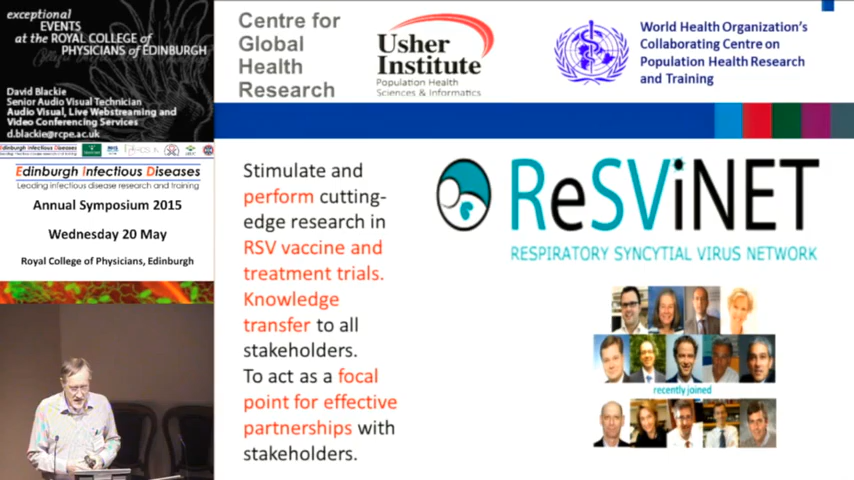 exceptional
EVENTS
at the ROYAL COLLEGE of
PHYSICIANS of EDINBURGH
David Blackie
Senior Audio Visual Technician
Audio Visual, Live Webstreaming and
Video Conferencing Services
d.blackie@rcpe.ac.uk
Edinburgh Infectious Diseases
Edinburgh Infectious Diseases
Leading infectious disease research and training
Annual Symposium 2015
Wednesday 20 May
Royal College of Physicians, Edinburgh
Centre for
Global
Health
Research
Usher
Institute
Population Health
Sciences & Informatics
World Health Organization's
Collaborating Centre on
Population Health Research
and Training
Stimulate and
perform cutting-
edge research in
RSV vaccine and
treatment trials.
Knowledge
transfer to all
stakeholders.
To act as a focal
point for effective
partnerships with
stakeholders.
ReSViNET
RESPIRATORY SYNCYTIAL VIRUS NETWORK
recently joined